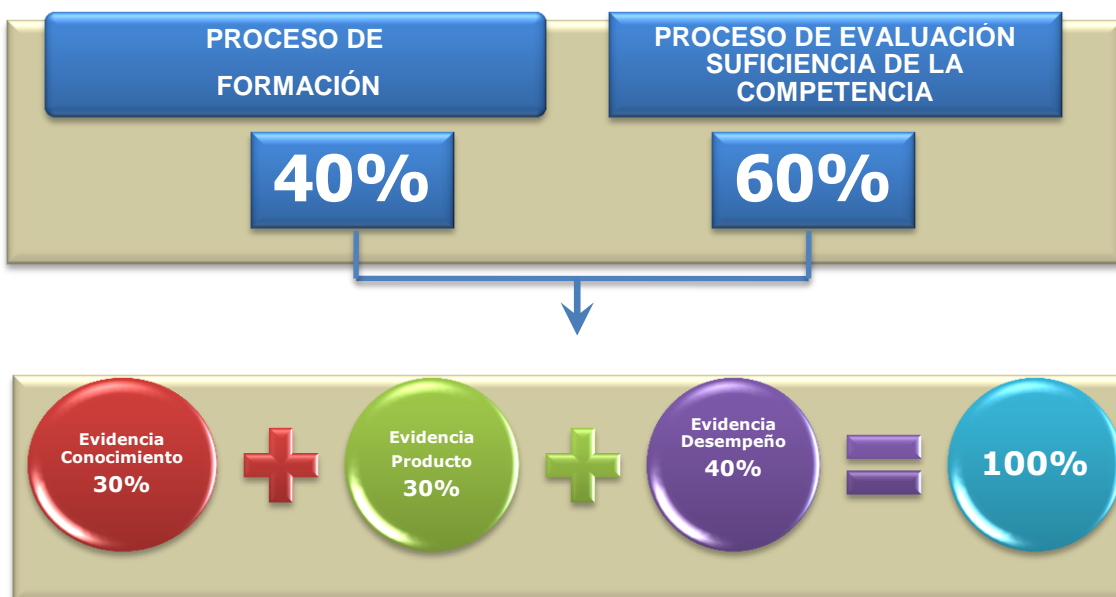 PROCESO DE
FORMACIÓN
PROCESO DE EVALUACIÓN
SUFICIENCIA DE LA
COMPETENCIA
40%
60%
Evidencia
Conocimiento
30%
Evidencia
Producto
30%
Evidencia
Desempeño
40%
100%